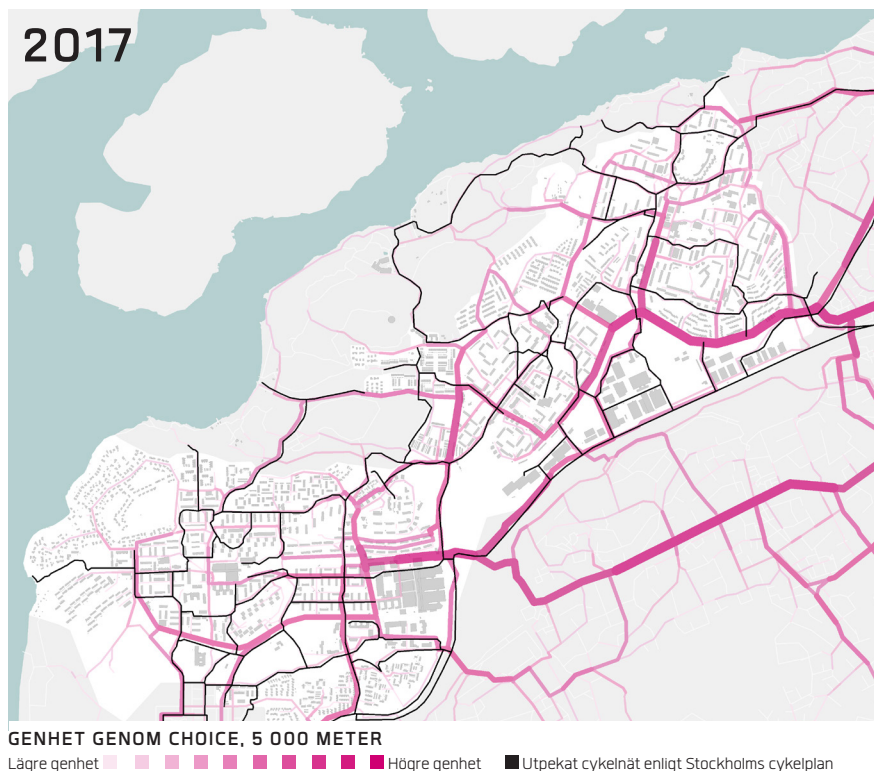 2017
GENHET GENOM CHOICE, 5 000 METER
Lägre genhet Högre genhet Utpekat cykelnät enligt Stockholms cykelplan